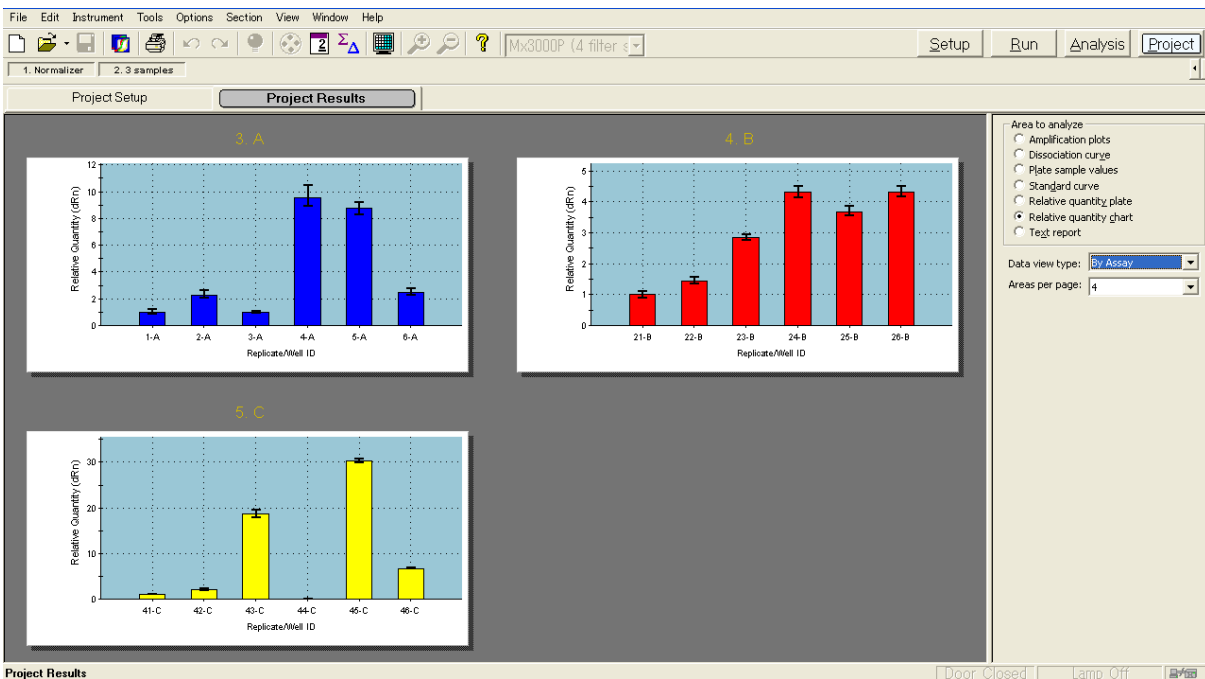 File Edit Instrument Tools Options Section View Window Help
2 Σ Δ ? Mx3000P (4 filter s Setup Run Analysis Project
1. Normalizer 2. 3 samples
Project Setup Project Results
3. A
12
10
8
6
4
2
0
Relative Quantity (dRn)
1-A 2-A 3-A 4-A 5-A 6-A
Replicate/Well ID
4. B
5
4
3
2
1
0
Relative Quantity (dRn)
21-B 22-B 23-B 24-B 25-B 26-B
Replicate/Well ID
5. C
30
20
10
0
Relative Quantity (dRn)
41-C 42-C 43-C 44-C 45-C 46-C
Replicate/Well ID
Area to analyze
Amplification plots
Dissociation curve
Plate sample values
Standard curve
Relative quantity plate
Relative quantity chart
Text report
Data view type: By Assay
Areas per page: 4
Project Results Door Closed Lamp Off